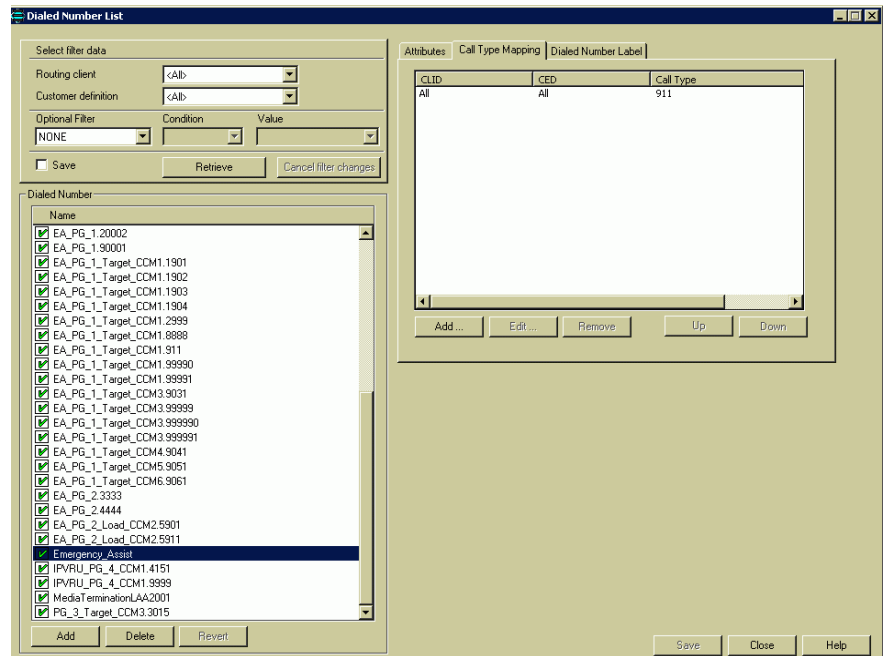 Dialed Number List
Select filter data
Routing client
<All>
Customer definition
<All>
Optional Filter
Condition
Value
NONE
Save
Retrieve
Cancel filter changes
Dialed Number
Name
EA_PG_1.20002
EA_PG_1.90001
EA_PG_1_Target_CCM1.1901
EA_PG_1_Target_CCM1.1902
EA_PG_1_Target_CCM1.1903
EA_PG_1_Target_CCM1.1904
EA_PG_1_Target_CCM1.2999
EA_PG_1_Target_CCM1.8888
EA_PG_1_Target_CCM1.911
EA_PG_1_Target_CCM1.99990
EA_PG_1_Target_CCM1.99991
EA_PG_1_Target_CCM3.9031
EA_PG_1_Target_CCM3.99999
EA_PG_1_Target_CCM3.999990
EA_PG_1_Target_CCM3.999991
EA_PG_1_Target_CCM4.9041
EA_PG_1_Target_CCM5.9051
EA_PG_1_Target_CCM6.9061
EA_PG_2.3333
EA_PG_2.4444
EA_PG_2_Load_CCM2.5901
EA_PG_2_Load_CCM2.5911
Emergency_Assist
IPVRU_PG_4_CCM1.4151
IPVRU_PG_4_CCM1.9999
MediaTerminationLAA2001
PG_3_Target_CCM3.3015
Add
Delete
Revert
Attributes
Call Type Mapping
Dialed Number Label
CLID
CED
Call Type
All
All
911
Add ...
Edit ...
Remove
Up
Down
Save
Close
Help